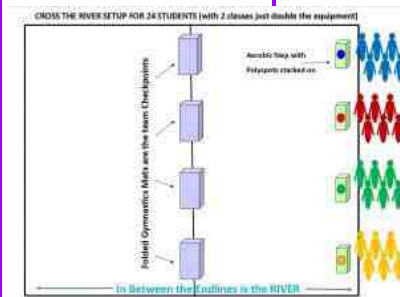 CROSS THE RIVER SETUP FOR 24 STUDENTS (with 2 classes just double the equipment)
Folded Gymnastics Mats are the team Checkpoints
Aerobic Step with
Polyspots stacked on
In Between the Endlines is the RIVER